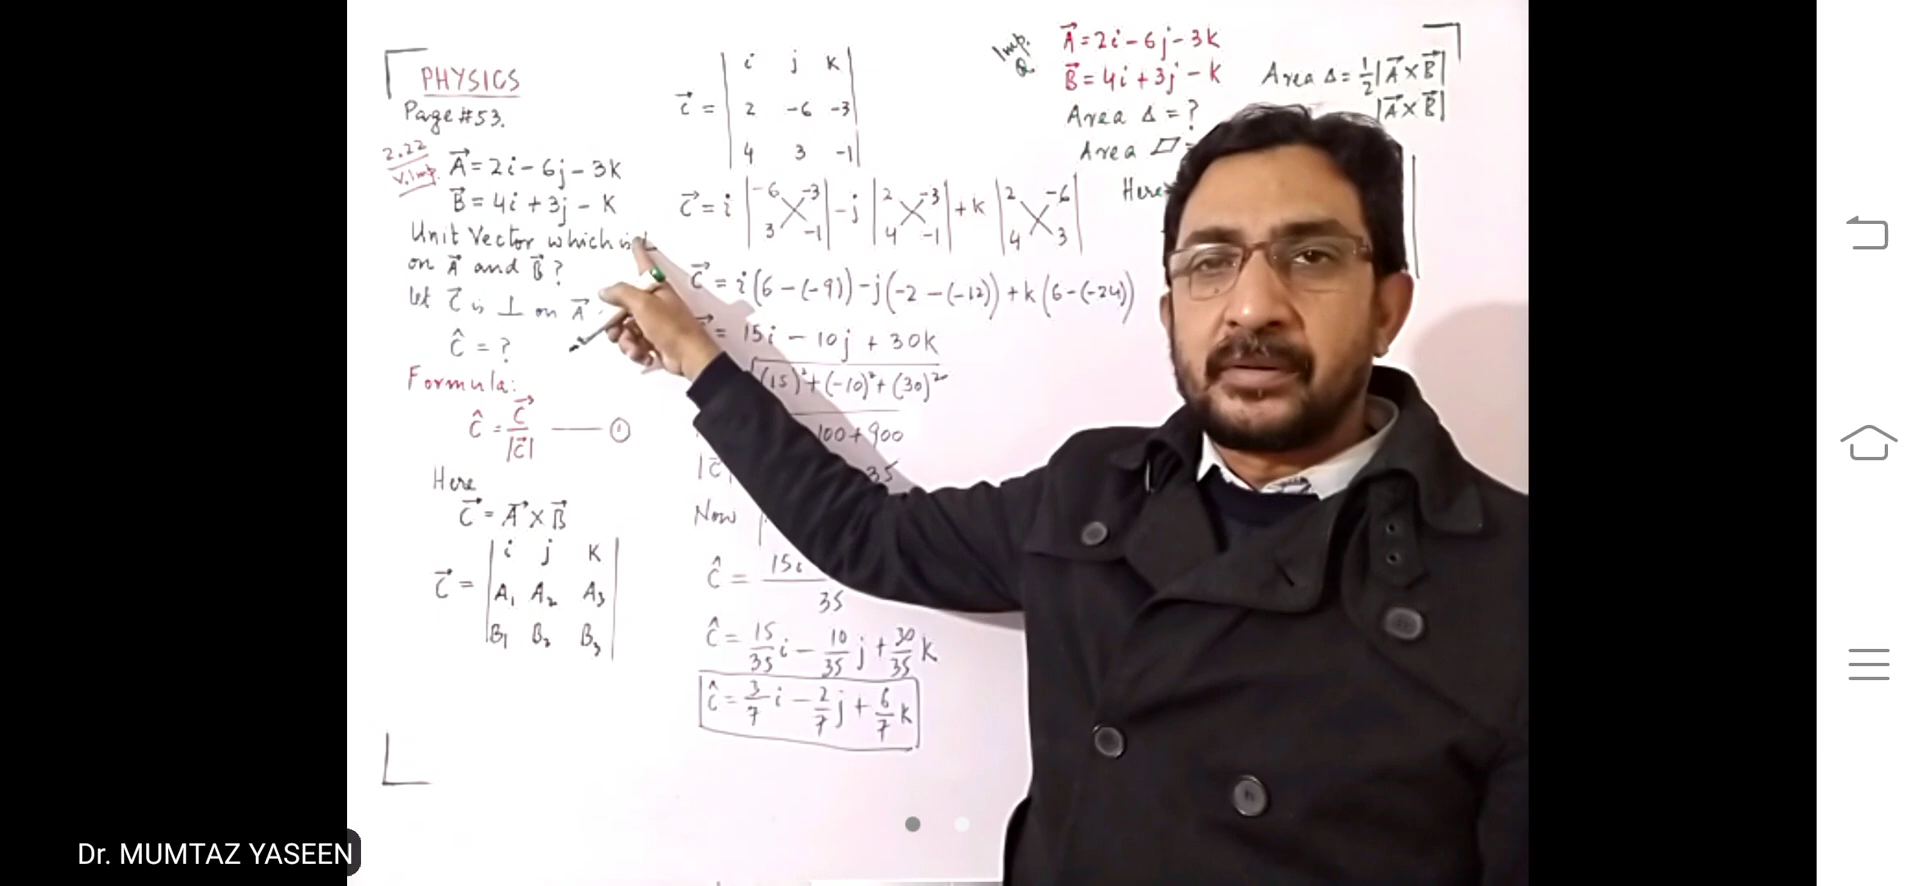 PHYSICS
Page #53.
2.22
V.Imp.
A⃗ = 2i - 6j - 3k
B⃗ = 4i + 3j - k
Unit Vector which is ⊥
on A⃗ and B⃗ ?
let C⃗ is ⊥ on A⃗
Ĉ = ?
Formula:
Ĉ = C⃗ / |C⃗| —— ①
Here
C⃗ = A⃗ × B⃗
C⃗ = | i j k |
| A₁ A₂ A₃ |
| B₁ B₂ B₃ |
C⃗ = | i j k |
| 2 -6 -3 |
| 4 3 -1 |
C⃗ = i | -6 -3 | - j | 2 -3 | + k | 2 -6 |
| 3 -1 | | 4 -1 | | 4 3 |
C⃗ = i(6 - (-9)) - j(-2 - (-12)) + k(6 - (-24))
= 15i - 10j + 30k
√(15)² + (-10)² + (30)²
100 + 900
|C 35
Now
Ĉ = 15i
35
Ĉ = 15/35 i - 10/35 j + 30/35 k
Ĉ = 3/7 i - 2/7 j + 6/7 k
Imp.
Q
A⃗ = 2i - 6j - 3k
B⃗ = 4i + 3j - k
Area Δ = ?
Area ▱ =
Here
Area Δ = 1/2 |A⃗ × B⃗|
|A⃗ × B⃗|
Dr. MUMTAZ YASEEN